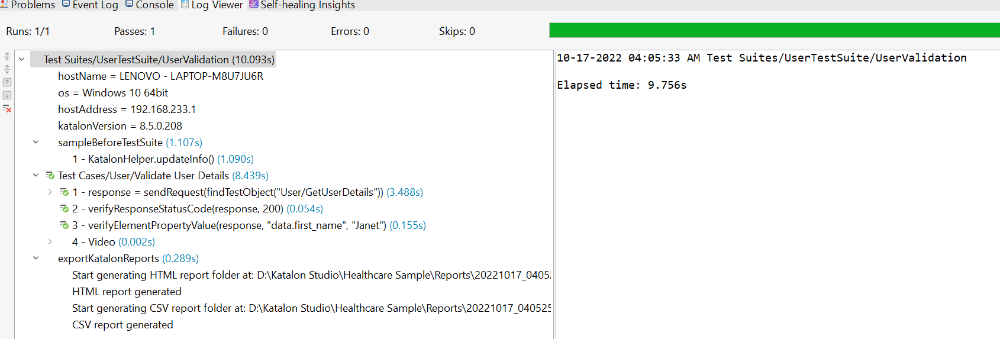 Problems Event Log Console Log Viewer Self-healing Insights
Runs: 1/1 Passes: 1 Failures: 0 Errors: 0 Skips: 0
Test Suites/UserTestSuite/UserValidation (10.093s)
hostName = LENOVO - LAPTOP-M8U7JU6R
os = Windows 10 64bit
hostAddress = 192.168.233.1
katalonVersion = 8.5.0.208
sampleBeforeTestSuite (1.107s)
1 - KatalonHelper.updateInfo() (1.090s)
Test Cases/User/Validate User Details (8.439s)
1 - response = sendRequest(findTestObject("User/GetUserDetails")) (3.488s)
2 - verifyResponseStatusCode(response, 200) (0.054s)
3 - verifyElementPropertyValue(response, "data.first_name", "Janet") (0.155s)
4 - Video (0.002s)
exportKatalonReports (0.289s)
Start generating HTML report folder at: D:\Katalon Studio\Healthcare Sample\Reports\20221017_04052
HTML report generated
Start generating CSV report folder at: D:\Katalon Studio\Healthcare Sample\Reports\20221017_040525
CSV report generated
10-17-2022 04:05:33 AM Test Suites/UserTestSuite/UserValidation
Elapsed time: 9.756s